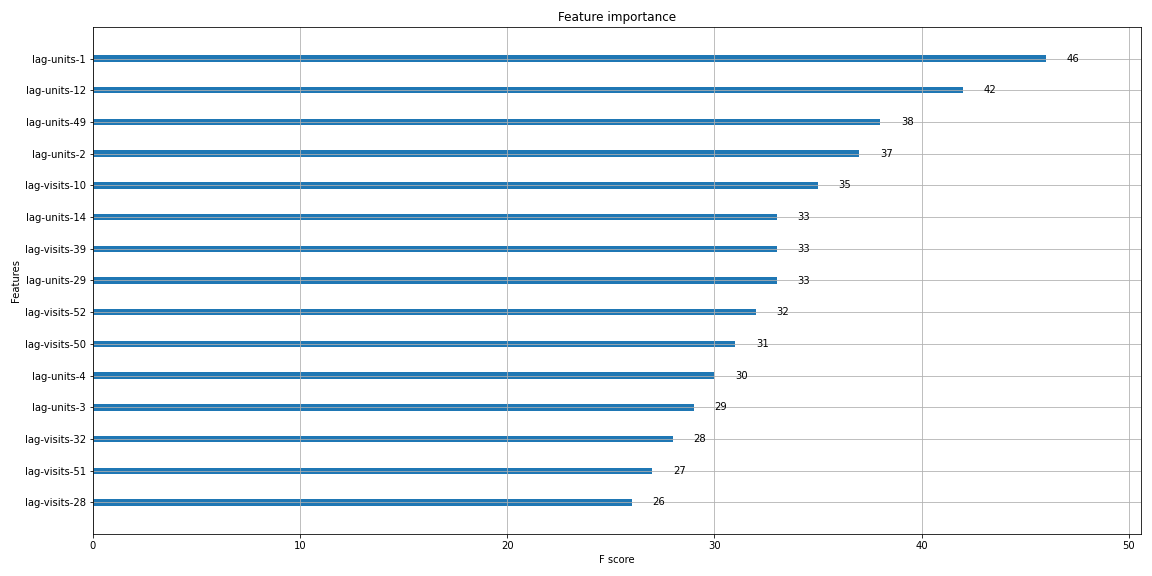 Feature importance
Features
lag-units-1 46
lag-units-12 42
lag-units-49 38
lag-units-2 37
lag-visits-10 35
lag-units-14 33
lag-visits-39 33
lag-units-29 33
lag-visits-52 32
lag-visits-50 31
lag-units-4 30
lag-units-3 29
lag-visits-32 28
lag-visits-51 27
lag-visits-28 26
0 10 20 30 40 50
F score